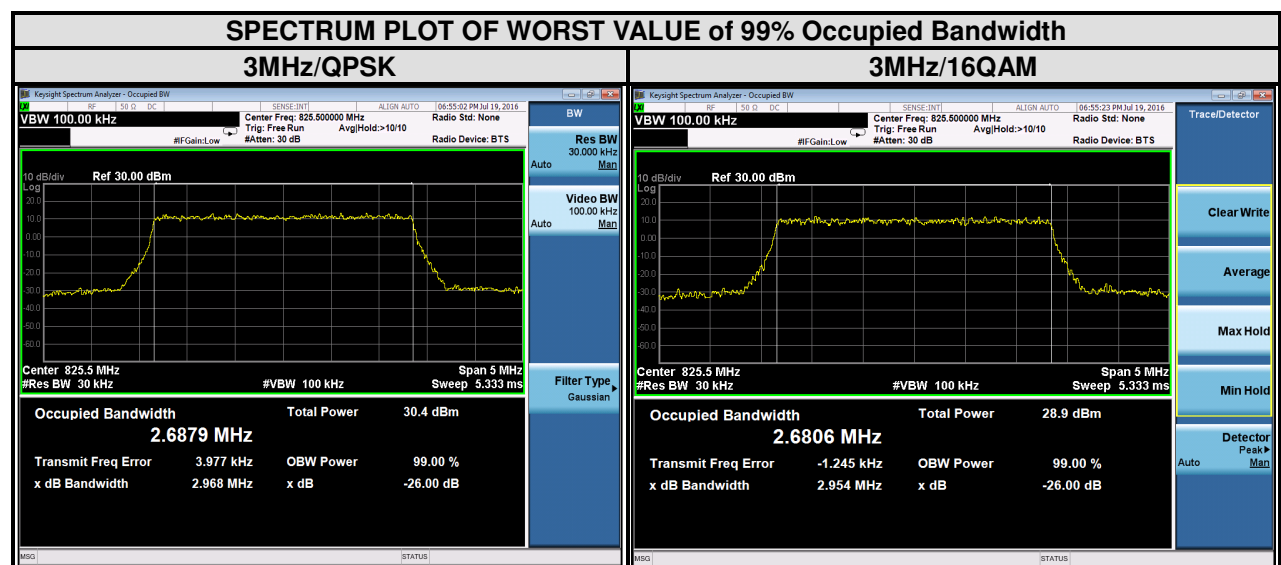 SPECTRUM PLOT OF WORST VALUE of 99% Occupied Bandwidth
3MHz/QPSK
Keysight Spectrum Analyzer - Occupied BW
LXI RF 50 Ω DC SENSE:INT ALIGN AUTO 06:55:02 PM Jul 19, 2016
VBW 100.00 kHz
Center Freq: 825.500000 MHz
Radio Std: None
Trig: Free Run Avg|Hold:>10/10
#IFGain:Low #Atten: 30 dB
Radio Device: BTS
10 dB/div Ref 30.00 dBm
Log
20.0
10.0
0.00
-10.0
-20.0
-30.0
-40.0
-50.0
-60.0
Center 825.5 MHz Span 5 MHz
#Res BW 30 kHz #VBW 100 kHz Sweep 5.333 ms
Occupied Bandwidth Total Power 30.4 dBm
2.6879 MHz
Transmit Freq Error 3.977 kHz OBW Power 99.00 %
x dB Bandwidth 2.968 MHz x dB -26.00 dB
MSG STATUS
BW
Res BW
30.000 kHz
Auto Man
Video BW
100.00 kHz
Auto Man
Filter Type
Gaussian
3MHz/16QAM
Keysight Spectrum Analyzer - Occupied BW
LXI RF 50 Ω DC SENSE:INT ALIGN AUTO 06:55:23 PM Jul 19, 2016
VBW 100.00 kHz
Center Freq: 825.500000 MHz
Radio Std: None
Trig: Free Run Avg|Hold:>10/10
#IFGain:Low #Atten: 30 dB
Radio Device: BTS
10 dB/div Ref 30.00 dBm
Log
20.0
10.0
0.00
-10.0
-20.0
-30.0
-40.0
-50.0
-60.0
Center 825.5 MHz Span 5 MHz
#Res BW 30 kHz #VBW 100 kHz Sweep 5.333 ms
Occupied Bandwidth Total Power 28.9 dBm
2.6806 MHz
Transmit Freq Error -1.245 kHz OBW Power 99.00 %
x dB Bandwidth 2.954 MHz x dB -26.00 dB
MSG STATUS
Trace/Detector
Clear Write
Average
Max Hold
Min Hold
Detector
Peak
Auto Man